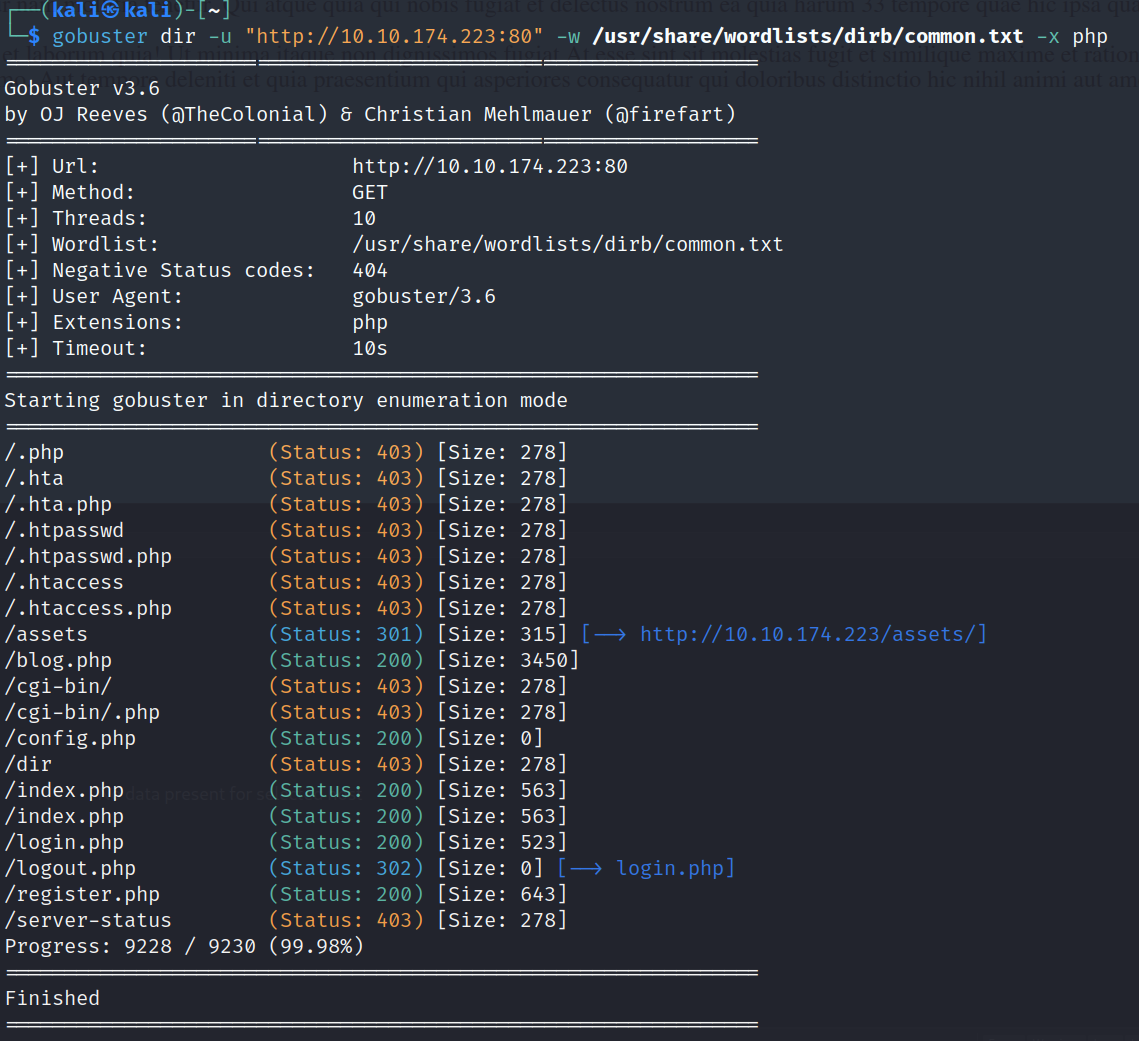 ┌──(kali㉿kali)-[~]
└─$ gobuster dir -u "http://10.10.174.223:80" -w /usr/share/wordlists/dirb/common.txt -x php
===============================================================
Gobuster v3.6
by OJ Reeves (@TheColonial) & Christian Mehlmauer (@firefart)
===============================================================
[+] Url:                     http://10.10.174.223:80
[+] Method:                  GET
[+] Threads:                 10
[+] Wordlist:                /usr/share/wordlists/dirb/common.txt
[+] Negative Status codes:   404
[+] User Agent:              gobuster/3.6
[+] Extensions:              php
[+] Timeout:                 10s
===============================================================
Starting gobuster in directory enumeration mode
===============================================================
/.php                 (Status: 403) [Size: 278]
/.hta                 (Status: 403) [Size: 278]
/.hta.php             (Status: 403) [Size: 278]
/.htpasswd            (Status: 403) [Size: 278]
/.htpasswd.php        (Status: 403) [Size: 278]
/.htaccess            (Status: 403) [Size: 278]
/.htaccess.php        (Status: 403) [Size: 278]
/assets               (Status: 301) [Size: 315] [--> http://10.10.174.223/assets/]
/blog.php             (Status: 200) [Size: 3450]
/cgi-bin/             (Status: 403) [Size: 278]
/cgi-bin/.php         (Status: 403) [Size: 278]
/config.php           (Status: 200) [Size: 0]
/dir                  (Status: 403) [Size: 278]
/index.php            (Status: 200) [Size: 563]
/index.php            (Status: 200) [Size: 563]
/login.php            (Status: 200) [Size: 523]
/logout.php           (Status: 302) [Size: 0] [--> login.php]
/register.php         (Status: 200) [Size: 643]
/server-status        (Status: 403) [Size: 278]
Progress: 9228 / 9230 (99.98%)
===============================================================
Finished
===============================================================